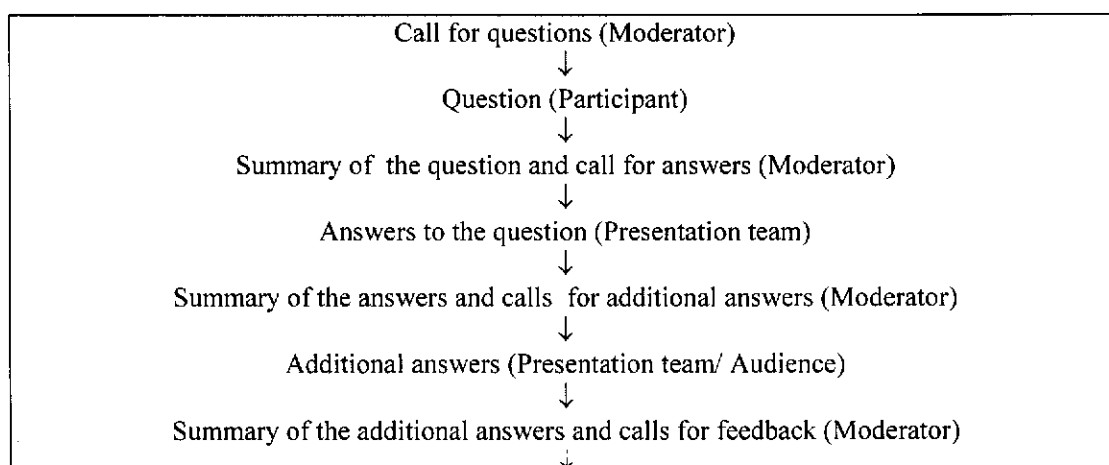 Call for questions (Moderator)
↓
Question (Participant)
↓
Summary of the question and call for answers (Moderator)
↓
Answers to the question (Presentation team)
↓
Summary of the answers and calls for additional answers (Moderator)
↓
Additional answers (Presentation team/ Audience)
↓
Summary of the additional answers and calls for feedback (Moderator)
↓